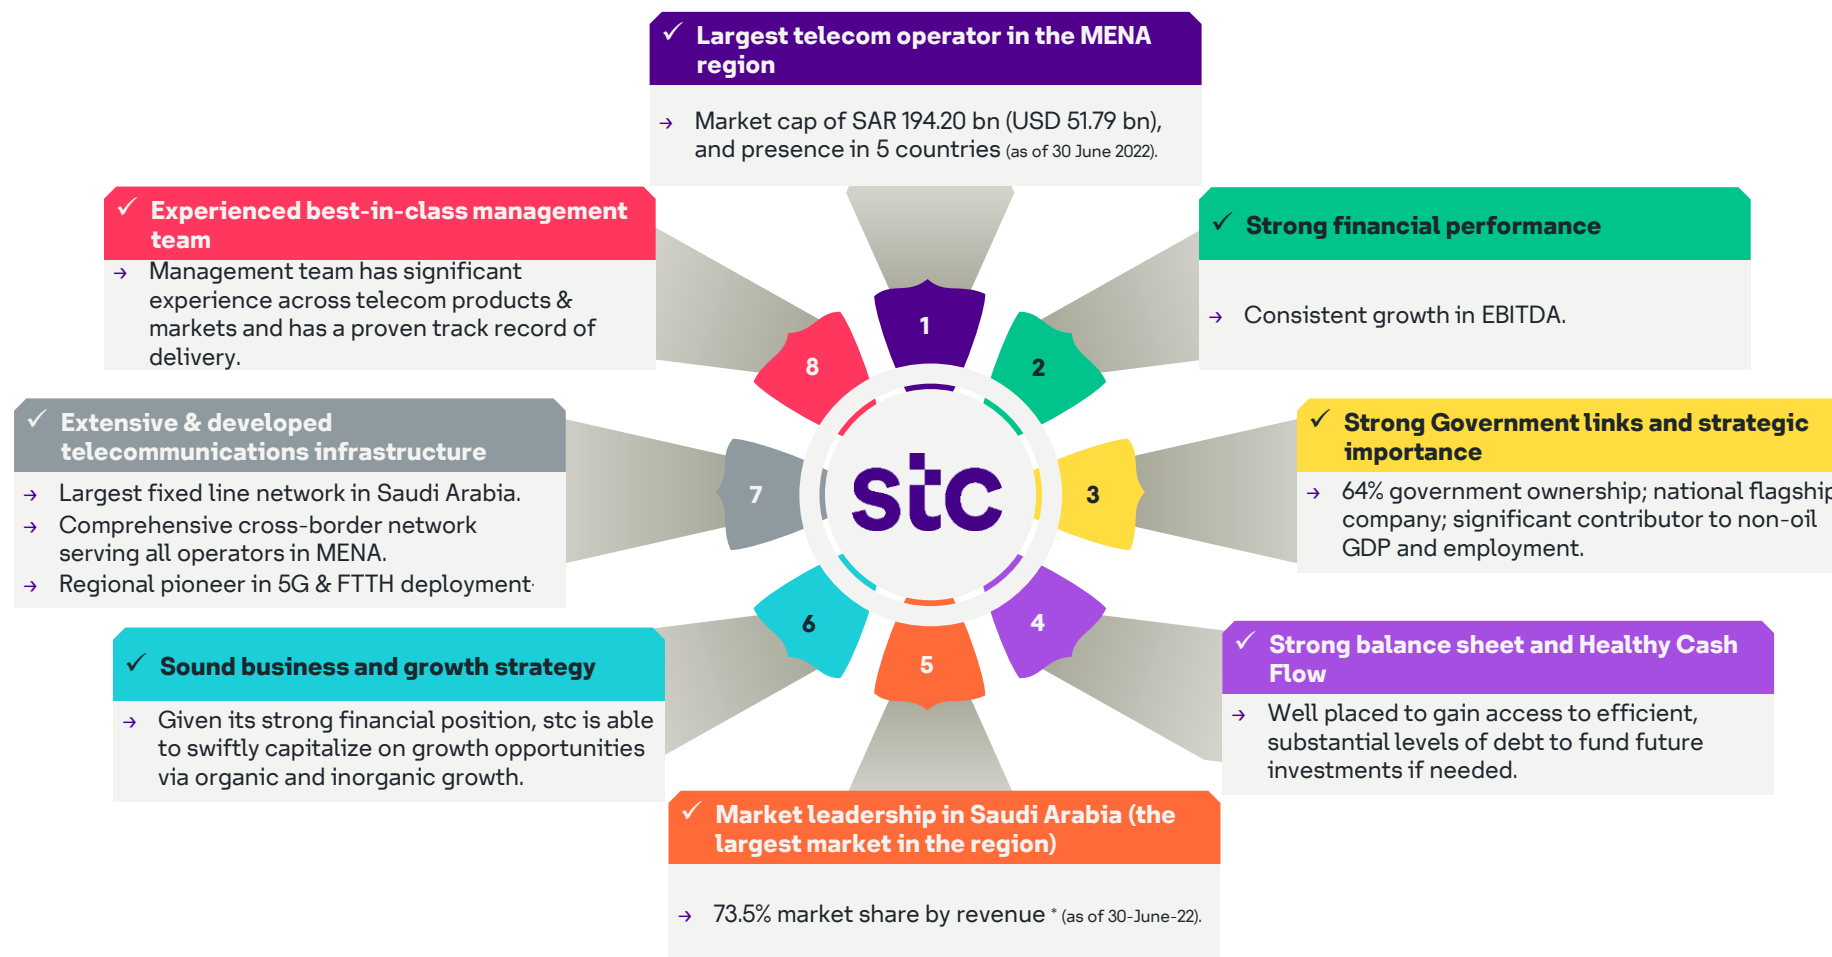 ✓ Largest telecom operator in the MENA
region
→ Market cap of SAR 194.20 bn (USD 51.79 bn),
and presence in 5 countries (as of 30 June 2022).
✓ Experienced best-in-class management
team
→ Management team has significant
experience across telecom products &
markets and has a proven track record of
delivery.
✓ Strong financial performance
→ Consistent growth in EBITDA.
✓ Extensive & developed
telecommunications infrastructure
→ Largest fixed line network in Saudi Arabia.
→ Comprehensive cross-border network
serving all operators in MENA.
→ Regional pioneer in 5G & FTTH deployment.
✓ Strong Government links and strategic
importance
→ 64% government ownership; national flagship
company; significant contributor to non-oil
GDP and employment.
1
2
3
4
5
6
7
8
stc
✓ Sound business and growth strategy
→ Given its strong financial position, stc is able
to swiftly capitalize on growth opportunities
via organic and inorganic growth.
✓ Strong balance sheet and Healthy Cash
Flow
→ Well placed to gain access to efficient,
substantial levels of debt to fund future
investments if needed.
✓ Market leadership in Saudi Arabia (the
largest market in the region)
→ 73.5% market share by revenue * (as of 30-June-22).